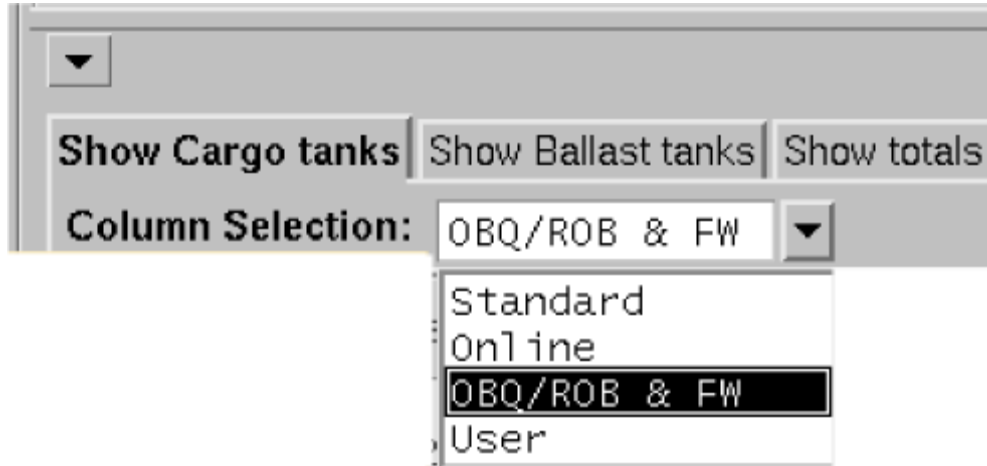 Show Cargo tanks Show Ballast tanks Show totals
Column Selection: OBQ/ROB & FW
Standard
Online
OBQ/ROB & FW
User